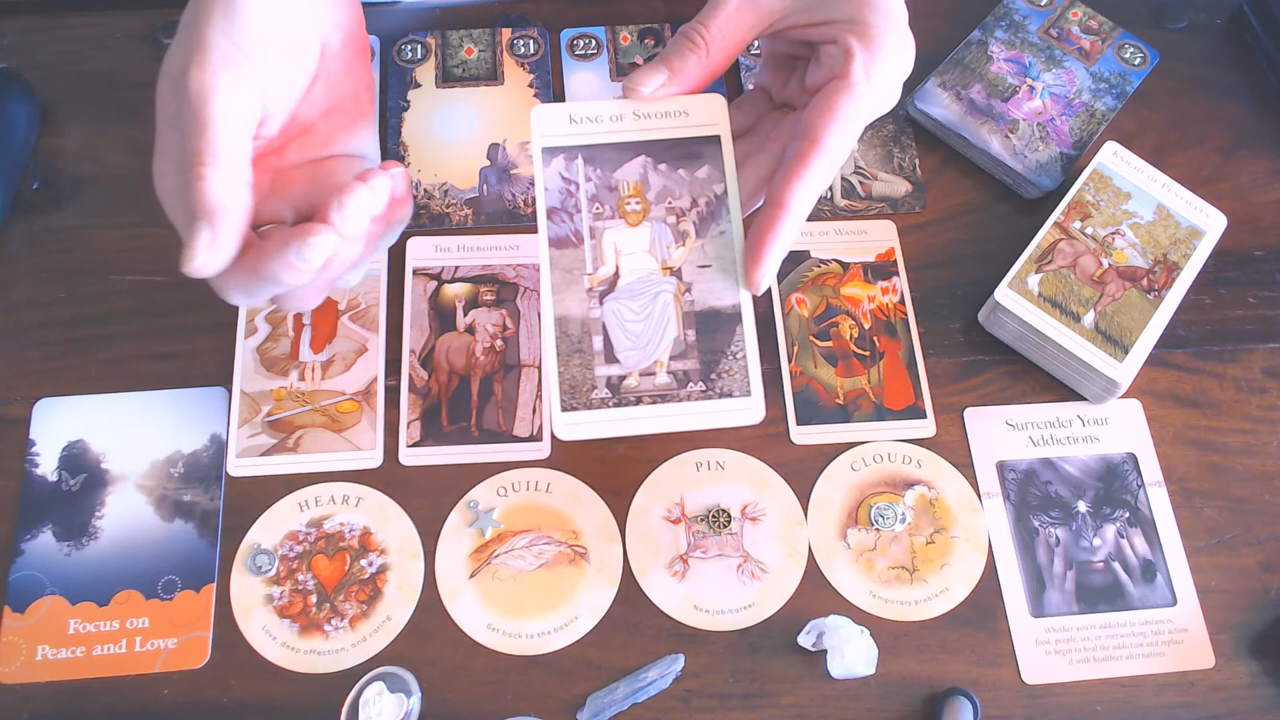 31 31
22
34
KING OF SWORDS
KNIGHT OF PENTACLES
THE HIEROPHANT
OF WANDS
Surrender Your
Addictions
Whether you're addicted to substances,
food, people, sex, or overworking, take action
to begin to heal the addiction and replace
it with healthier alternatives.
HEART
Love, deep affection, and caring.
QUILL
Get back to the basics.
PIN
New job/career.
CLOUDS
Temporary problems
Focus on
Peace and Love